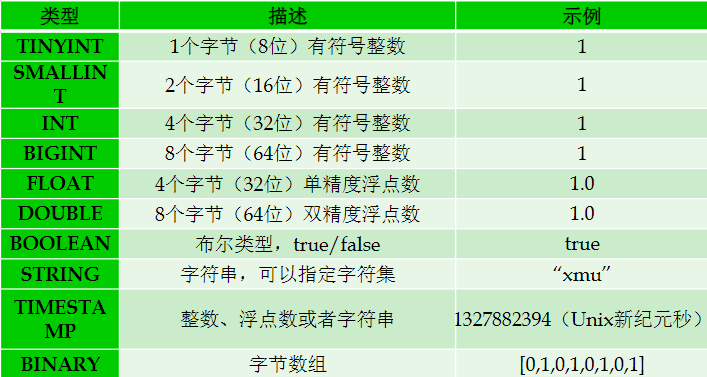 类型 描述 示例
TINYINT 1个字节（8位）有符号整数 1
SMALLIN
T 2个字节（16位）有符号整数 1
INT 4个字节（32位）有符号整数 1
BIGINT 8个字节（64位）有符号整数 1
FLOAT 4个字节（32位）单精度浮点数 1.0
DOUBLE 8个字节（64位）双精度浮点数 1.0
BOOLEAN 布尔类型，true/false true
STRING 字符串，可以指定字符集 “xmu”
TIMESTA
MP 整数、浮点数或者字符串 1327882394（Unix新纪元秒）
BINARY 字节数组 [0,1,0,1,0,1,0,1]